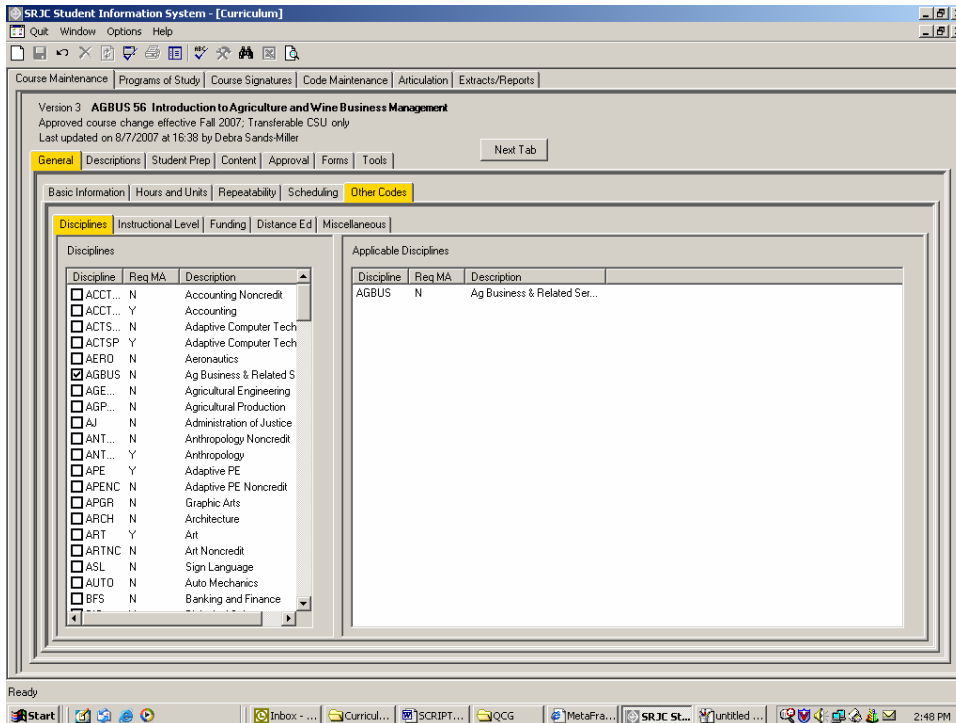 SRJC Student Information System - [Curriculum]
Quit Window Options Help
Course Maintenance Programs of Study Course Signatures Code Maintenance Articulation Extracts/Reports
Version 3 AGBUS 56 Introduction to Agriculture and Wine Business Management
Approved course change effective Fall 2007; Transferable CSU only
Last updated on 8/7/2007 at 16:38 by Debra Sands-Miller
Next Tab
General Descriptions Student Prep Content Approval Forms Tools
Basic Information Hours and Units Repeatability Scheduling Other Codes
Disciplines Instructional Level Funding Distance Ed Miscellaneous
Disciplines Applicable Disciplines
Discipline Req MA Description Discipline Req MA Description
ACCT... N Accounting Noncredit AGBUS N Ag Business & Related Ser...
ACCT... Y Accounting
ACTS... N Adaptive Computer Tech
ACTSP Y Adaptive Computer Tech
AERO N Aeronautics
AGBUS N Ag Business & Related S
AGE... N Agricultural Engineering
AGP... N Agricultural Production
AJ N Administration of Justice
ANT... N Anthropology Noncredit
ANT... Y Anthropology
APE Y Adaptive PE
APENC N Adaptive PE Noncredit
APGR N Graphic Arts
ARCH N Architecture
ART Y Art
ARTNC N Art Noncredit
ASL N Sign Language
AUTO N Auto Mechanics
BFS N Banking and Finance
Ready
Start Inbox - ... Curricul... SCRIPT... QCG MetaFra... SRJC St... untitled ... 2:48 PM